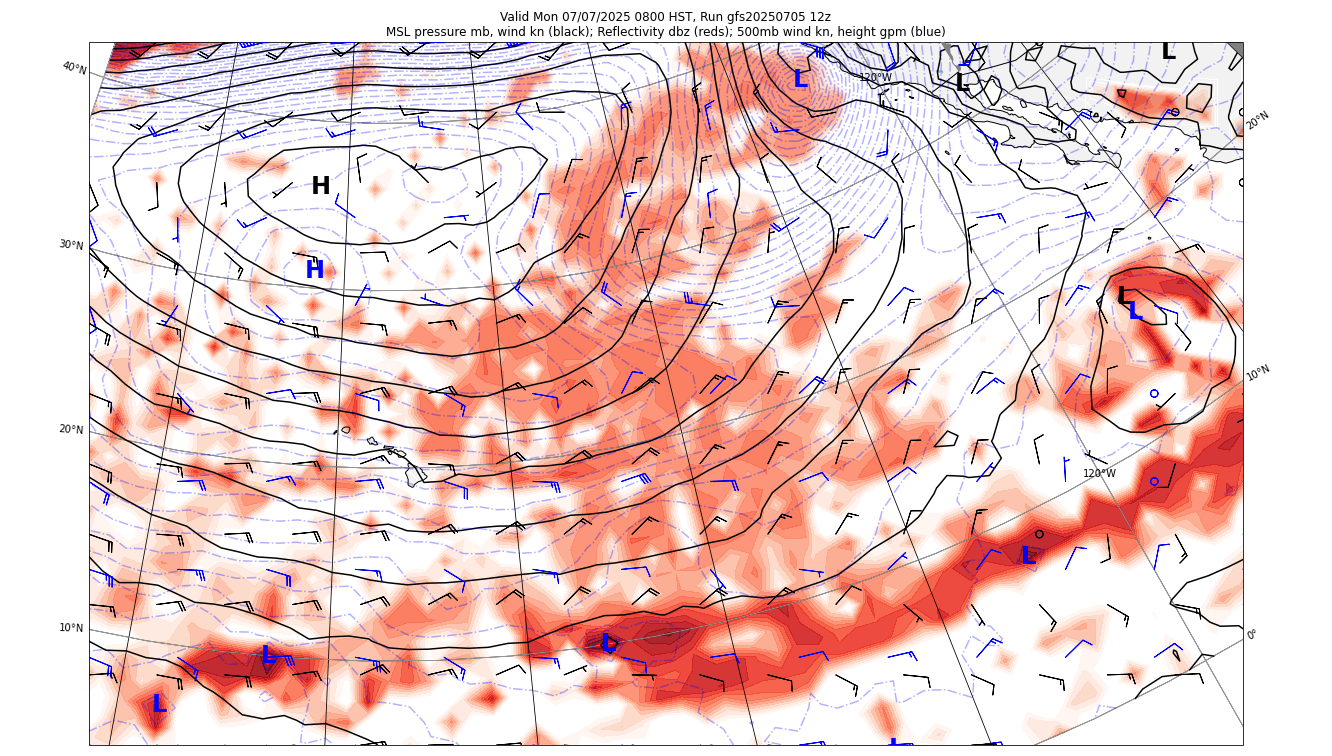 Valid Mon 07/07/2025 0800 HST, Run gfs20250705 12z
MSL pressure mb, wind kn (black); Reflectivity dbz (reds); 500mb wind kn, height gpm (blue)
L
40°N
L
120°W
L
20°N
H
30°N
H
L
L
10°N
20°N
120°W
L
10°N
L
0°
L
L
L